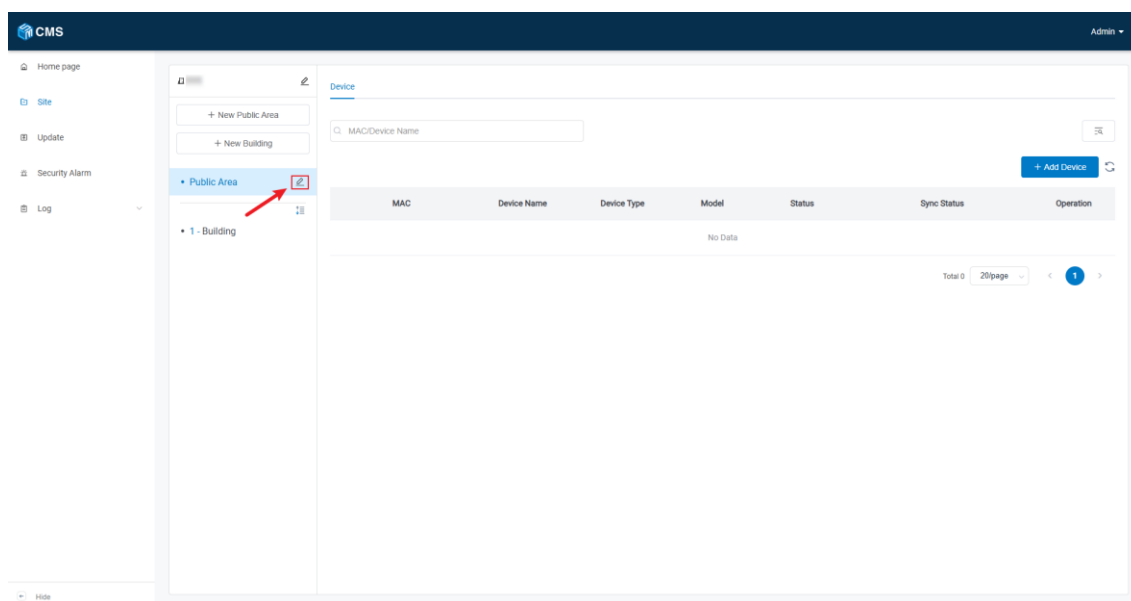 CMS
Admin
Home page
Site
Update
Security Alarm
Log
Hide
+ New Public Area
+ New Building
• Public Area
• 1 - Building
Device
MAC/Device Name
+ Add Device
MAC Device Name Device Type Model Status Sync Status Operation
No Data
Total 0 20/page < 1 >